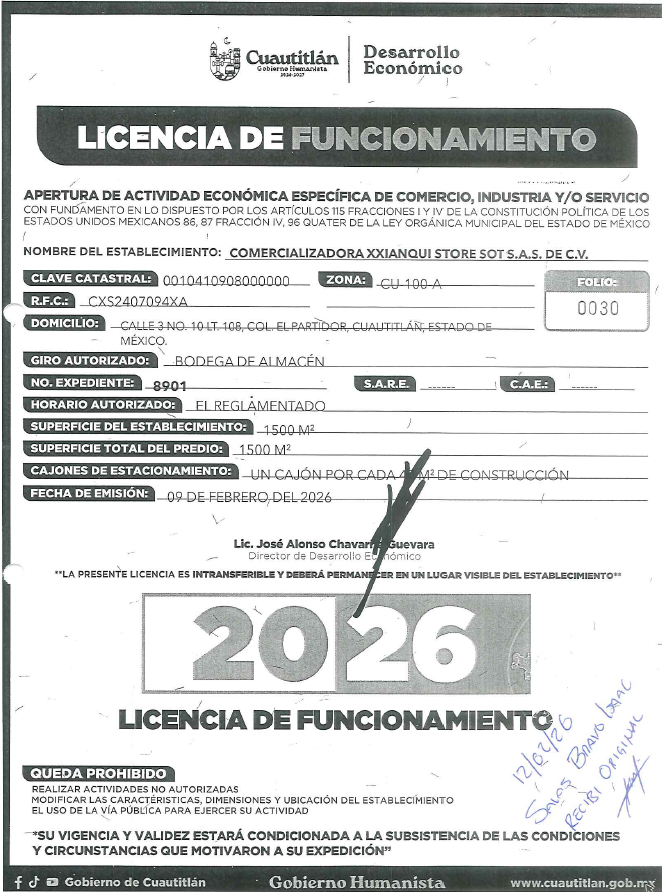 Cuautitlán
Gobierno Humanista
2025-2027
Desarrollo
Económico
LICENCIA DE FUNCIONAMIENTO
APERTURA DE ACTIVIDAD ECONÓMICA ESPECÍFICA DE COMERCIO, INDUSTRIA Y/O SERVICIO
CON FUNDAMENTO EN LO DISPUESTO POR LOS ARTÍCULOS 115 FRACCIONES I Y IV DE LA CONSTITUCIÓN POLÍTICA DE LOS
ESTADOS UNIDOS MEXICANOS 86, 87 FRACCIÓN IV, 96 QUATER DE LA LEY ORGÁNICA MUNICIPAL DEL ESTADO DE MÉXICO
NOMBRE DEL ESTABLECIMIENTO: COMERCIALIZADORA XXIANQUI STORE SOT S.A.S. DE C.V.
CLAVE CATASTRAL: 0010410908000000 ZONA: CU-100-A
FOLIO:
0030
R.F.C.: CXS2407094XA
DOMICILIO: CALLE 3 NO. 10 LT. 108, COL. EL PARTIDOR, CUAUTITLÁN, ESTADO DE
MÉXICO.
GIRO AUTORIZADO: BODEGA DE ALMACÉN
NO. EXPEDIENTE: 8901 S.A.R.E. ------ C.A.E.: ------
HORARIO AUTORIZADO: EL REGLAMENTADO
SUPERFICIE DEL ESTABLECIMIENTO: 1500 M²
SUPERFICIE TOTAL DEL PREDIO: 1500 M²
CAJONES DE ESTACIONAMIENTO: UN CAJÓN POR CADA M² DE CONSTRUCCIÓN
FECHA DE EMISIÓN: 09 DE FEBRERO, DEL 2026
Lic. José Alonso Chavarría Guevara
Director de Desarrollo Económico
**LA PRESENTE LICENCIA ES INTRANSFERIBLE Y DEBERÁ PERMANECER EN UN LUGAR VISIBLE DEL ESTABLECIMIENTO**
2026
LICENCIA DE FUNCIONAMIENTO
12/02/26
SALAS BRAVO ISAAC
RECIBI ORIGINAL
QUEDA PROHIBIDO
REALIZAR ACTIVIDADES NO AUTORIZADAS
MODIFICAR LAS CARACTERÍSTICAS, DIMENSIONES Y UBICACIÓN DEL ESTABLECIMIENTO
EL USO DE LA VÍA PÚBLICA PARA EJERCER SU ACTIVIDAD
"SU VIGENCIA Y VALIDEZ ESTARÁ CONDICIONADA A LA SUBSISTENCIA DE LAS CONDICIONES
Y CIRCUNSTANCIAS QUE MOTIVARON A SU EXPEDICIÓN"
Gobierno de Cuautitlán Gobierno Humanista www.cuautitlan.gob.mx